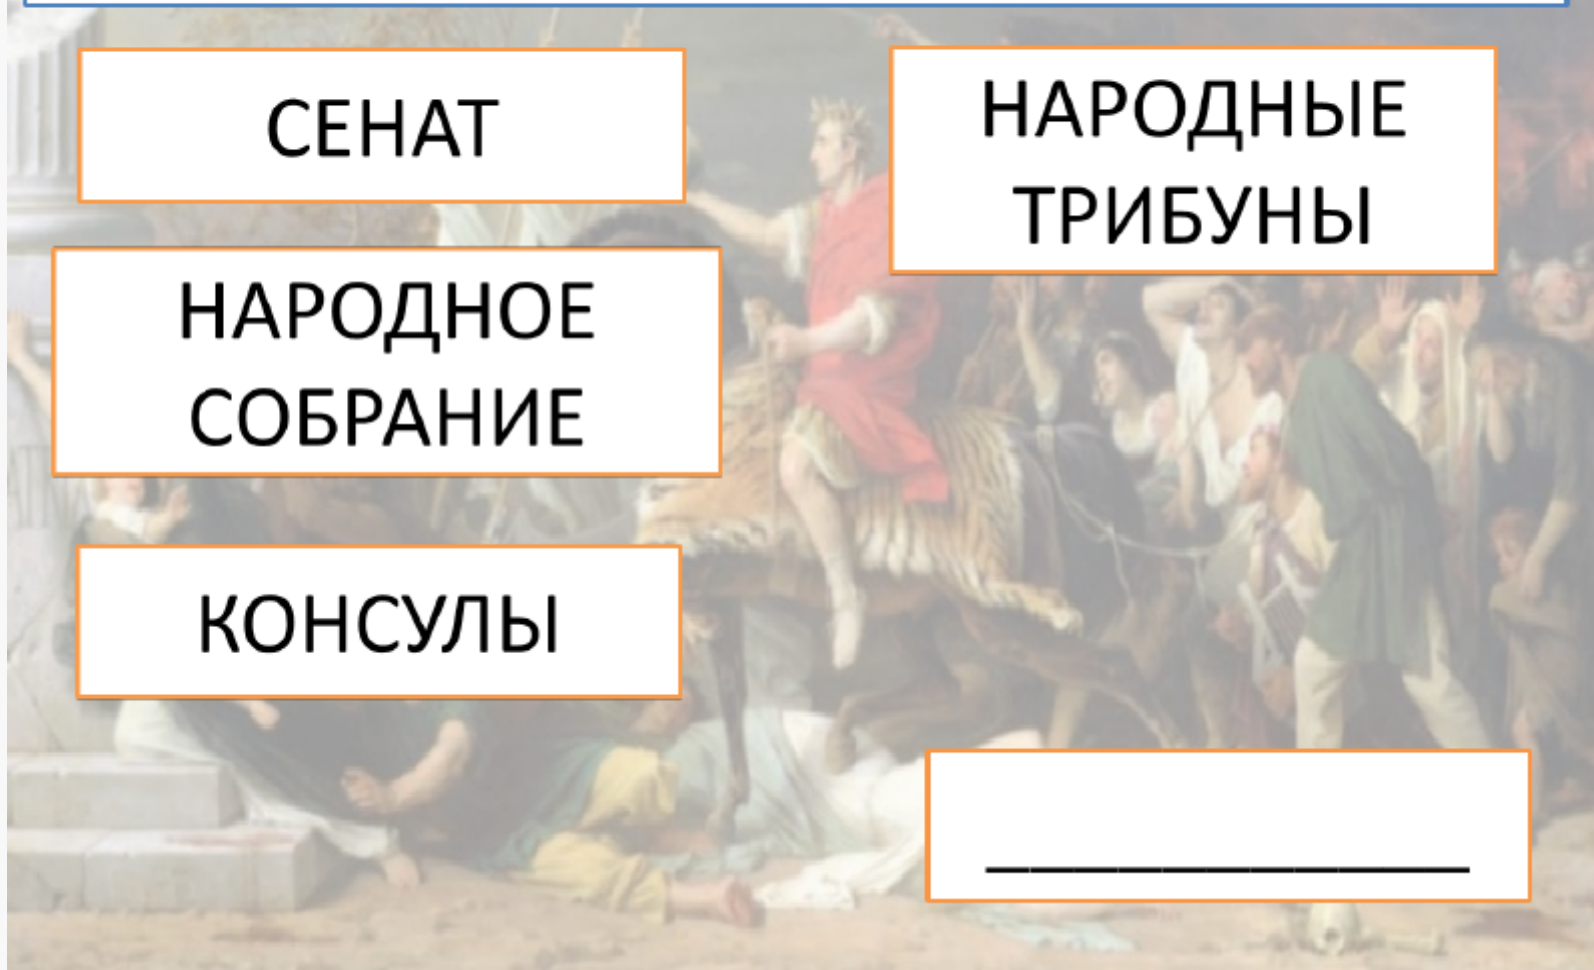 СЕНАТ
НАРОДНЫЕ
ТРИБУНЫ
НАРОДНОЕ
СОБРАНИЕ
КОНСУЛЫ